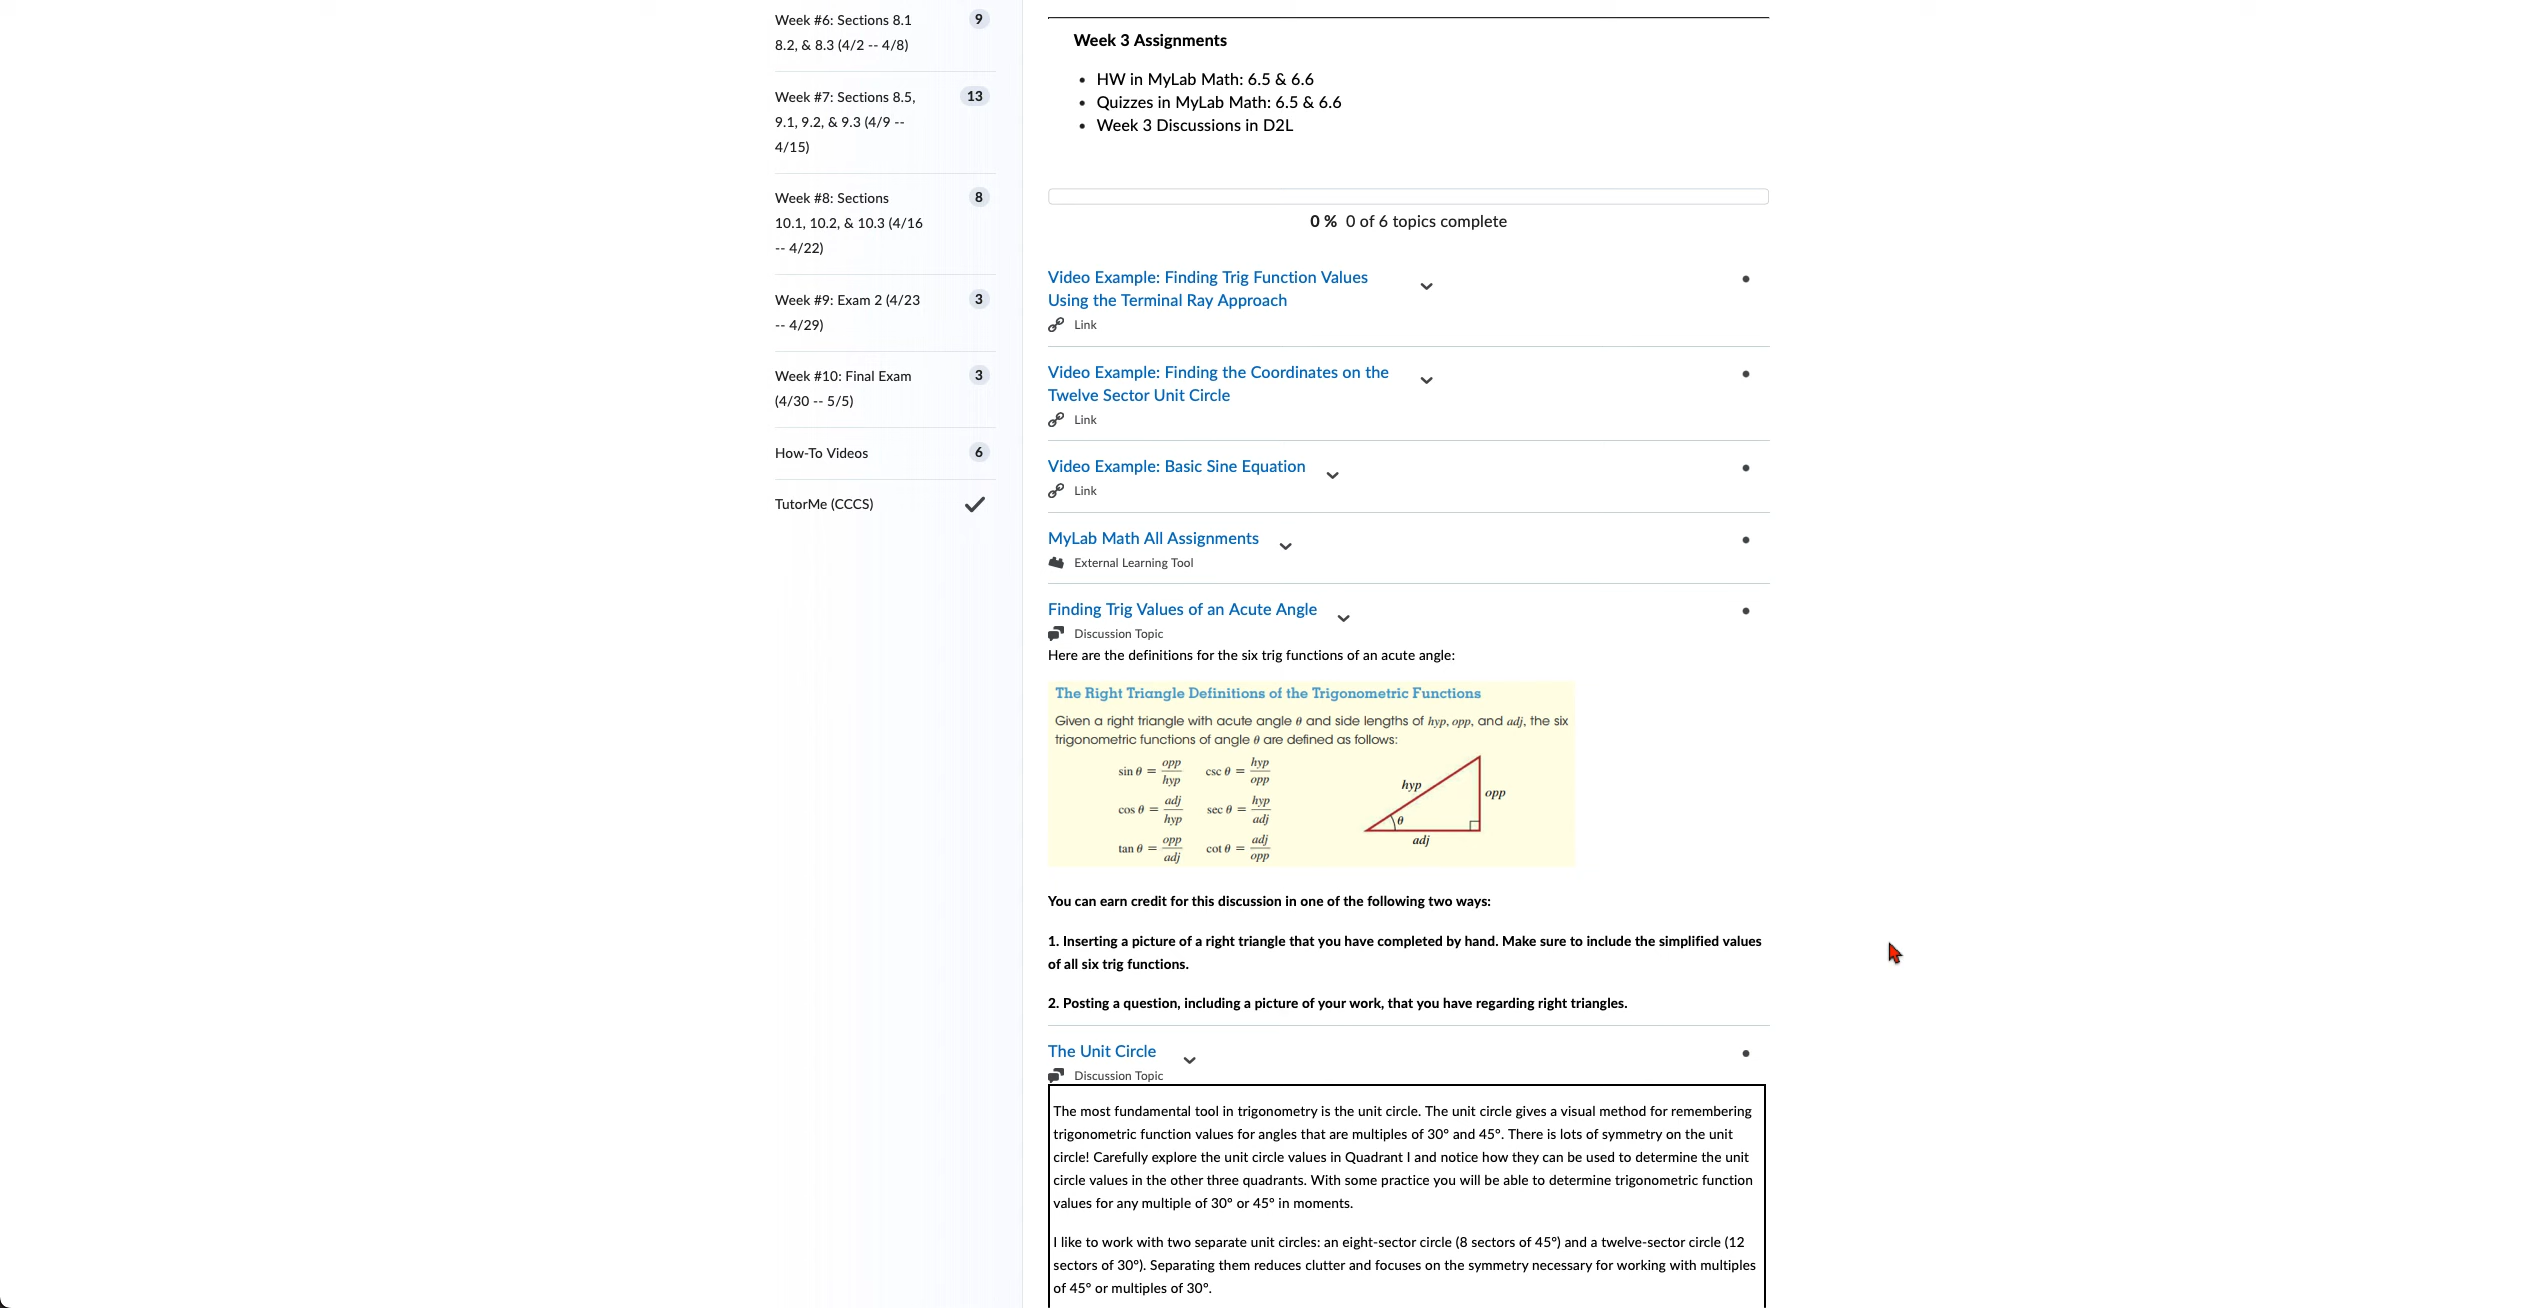 Week #6: Sections 8.1
8.2, & 8.3 (4/2 -- 4/8)
9
Week #7: Sections 8.5,
9.1, 9.2, & 9.3 (4/9 --
4/15)
13
Week #8: Sections
10.1, 10.2, & 10.3 (4/16
-- 4/22)
8
Week #9: Exam 2 (4/23
-- 4/29)
3
Week #10: Final Exam
(4/30 -- 5/5)
3
How-To Videos
6
TutorMe (CCCS)
Week 3 Assignments
• HW in MyLab Math: 6.5 & 6.6
• Quizzes in MyLab Math: 6.5 & 6.6
• Week 3 Discussions in D2L
0 % 0 of 6 topics complete
Video Example: Finding Trig Function Values
Using the Terminal Ray Approach
Link
Video Example: Finding the Coordinates on the
Twelve Sector Unit Circle
Link
Video Example: Basic Sine Equation
Link
MyLab Math All Assignments
External Learning Tool
Finding Trig Values of an Acute Angle
Discussion Topic
Here are the definitions for the six trig functions of an acute angle:
The Right Triangle Definitions of the Trigonometric Functions
Given a right triangle with acute angle θ and side lengths of hyp, opp, and adj, the six
trigonometric functions of angle θ are defined as follows:
sin θ = opp/hyp csc θ = hyp/opp
cos θ = adj/hyp sec θ = hyp/adj
tan θ = opp/adj cot θ = adj/opp
hyp
opp
θ
adj
You can earn credit for this discussion in one of the following two ways:
1. Inserting a picture of a right triangle that you have completed by hand. Make sure to include the simplified values
of all six trig functions.
2. Posting a question, including a picture of your work, that you have regarding right triangles.
The Unit Circle
Discussion Topic
The most fundamental tool in trigonometry is the unit circle. The unit circle gives a visual method for remembering
trigonometric function values for angles that are multiples of 30º and 45º. There is lots of symmetry on the unit
circle! Carefully explore the unit circle values in Quadrant I and notice how they can be used to determine the unit
circle values in the other three quadrants. With some practice you will be able to determine trigonometric function
values for any multiple of 30º or 45º in moments.
I like to work with two separate unit circles: an eight-sector circle (8 sectors of 45º) and a twelve-sector circle (12
sectors of 30º). Separating them reduces clutter and focuses on the symmetry necessary for working with multiples
of 45º or multiples of 30º.